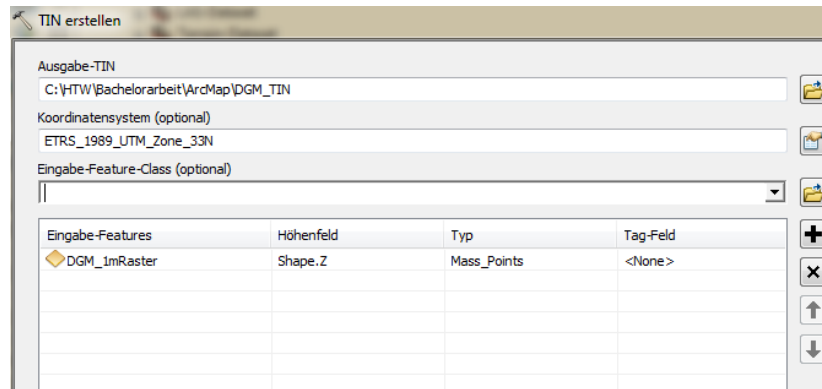 TIN erstellen
Ausgabe-TIN
C:\HTW\Bachelorarbeit\ArcMap\DGM_TIN
Koordinatensystem (optional)
ETRS_1989_UTM_Zone_33N
Eingabe-Feature-Class (optional)
Eingabe-Features Höhenfeld Typ Tag-Feld
DGM_1mRaster Shape.Z Mass_Points <None>